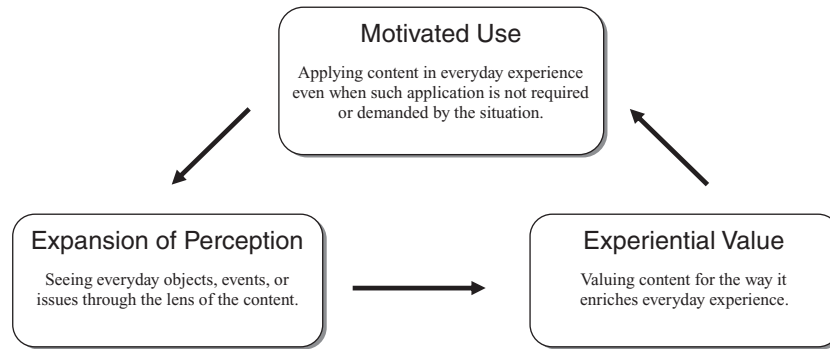 Motivated Use
Applying content in everyday experience
even when such application is not required
or demanded by the situation.
Expansion of Perception
Seeing everyday objects, events, or
issues through the lens of the content.
Experiential Value
Valuing content for the way it
enriches everyday experience.